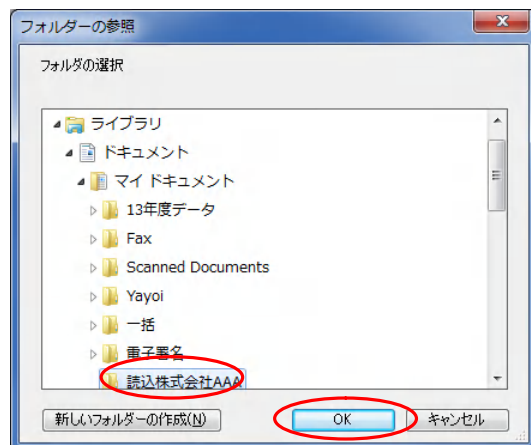 フォルダーの参照
フォルダの選択
ライブラリ
ドキュメント
マイ ドキュメント
13年度データ
Fax
Scanned Documents
Yayoi
一括
電子署名
読込株式会社AAA
新しいフォルダーの作成(N) OK キャンセル